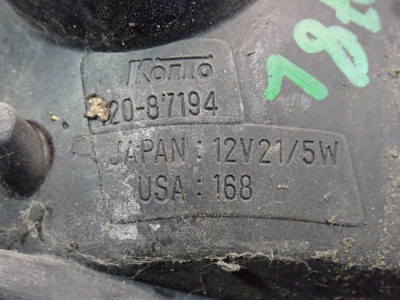 Koito
20-87194
JAPAN : 12V21/5W
USA : 168